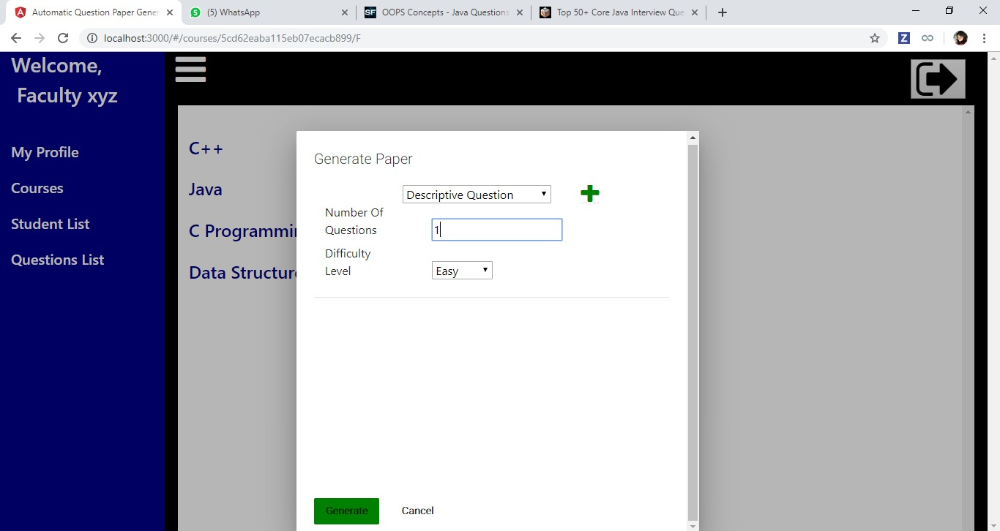 Automatic Question Paper Gener
(5) WhatsApp
SF OOPS Concepts - Java Questions
Top 50+ Core Java Interview Que
localhost:3000/#/courses/5cd62eaba115eb07ecacb899/F
Z
Welcome,
Faculty xyz
My Profile
Courses
Student List
Questions List
C++
Java
C Programmin
Data Structure
Generate Paper
Descriptive Question
Number Of
Questions
1
Difficulty
Level
Easy
Generate
Cancel